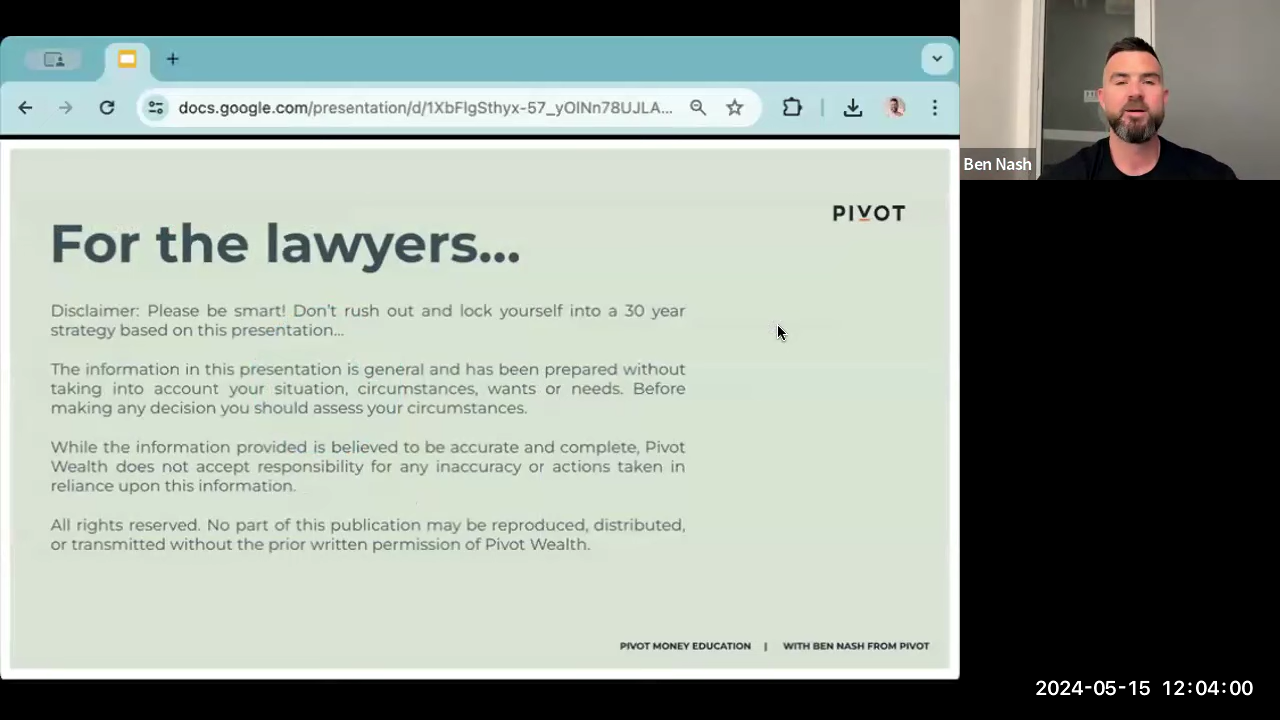 docs.google.com/presentation/d/1XbFIgSthyx-57_yOINn78UJLA...
Ben Nash
PIVOT
For the lawyers...
Disclaimer: Please be smart! Don't rush out and lock yourself into a 30 year
strategy based on this presentation...
The information in this presentation is general and has been prepared without
taking into account your situation, circumstances, wants or needs. Before
making any decision you should assess your circumstances.
While the information provided is believed to be accurate and complete, Pivot
Wealth does not accept responsibility for any inaccuracy or actions taken in
reliance upon this information.
All rights reserved. No part of this publication may be reproduced, distributed,
or transmitted without the prior written permission of Pivot Wealth.
PIVOT MONEY EDUCATION | WITH BEN NASH FROM PIVOT
2024-05-15 12:04:00